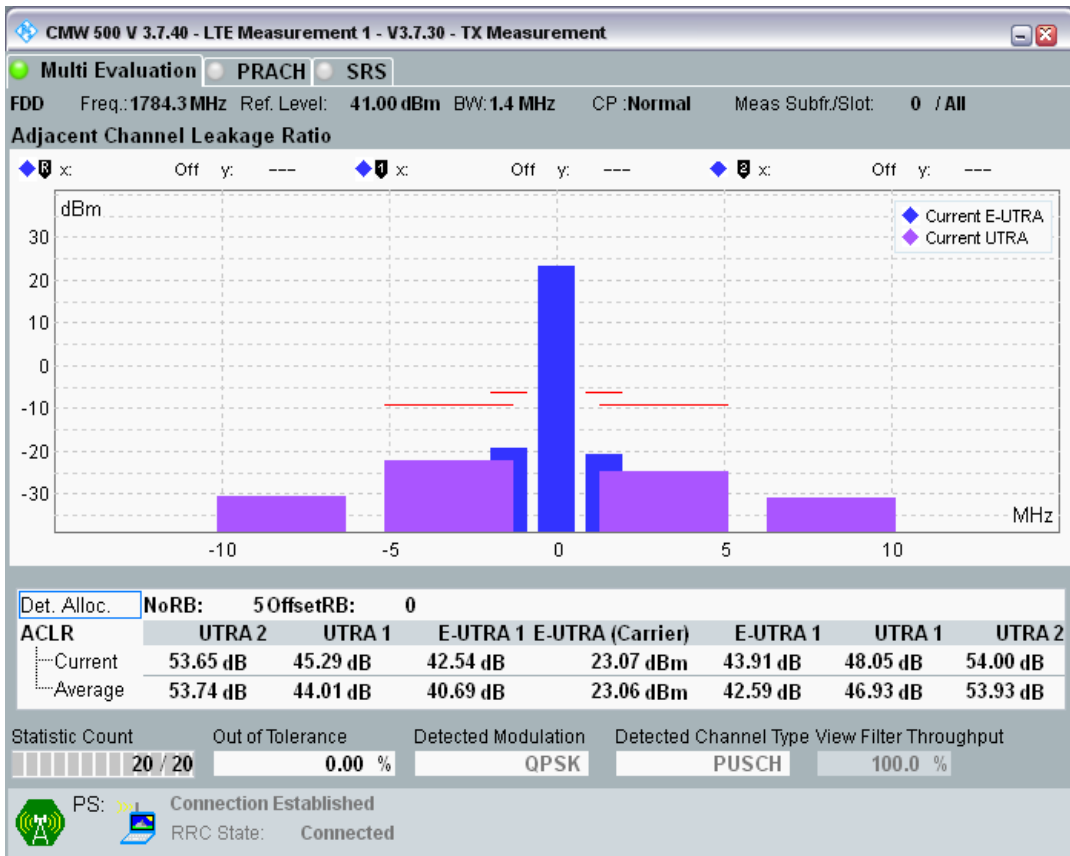 CMW 500 V 3.7.40 - LTE Measurement 1 - V3.7.30 - TX Measurement
Multi Evaluation PRACH SRS
FDD Freq.:1784.3 MHz Ref. Level: 41.00 dBm BW: 1.4 MHz CP :Normal Meas Subfr./Slot: 0 / All
Adjacent Channel Leakage Ratio
R x: Off y: --- 1 x: Off y: --- 2 x: Off y: ---
dBm
Current E-UTRA
Current UTRA
30
20
10
0
-10
-20
-30
MHz
-10 -5 0 5 10
Det. Alloc. NoRB: 5 OffsetRB: 0
ACLR UTRA 2 UTRA 1 E-UTRA 1 E-UTRA (Carrier) E-UTRA 1 UTRA 1 UTRA 2
Current 53.65 dB 45.29 dB 42.54 dB 23.07 dBm 43.91 dB 48.05 dB 54.00 dB
Average 53.74 dB 44.01 dB 40.69 dB 23.06 dBm 42.59 dB 46.93 dB 53.93 dB
Statistic Count Out of Tolerance Detected Modulation Detected Channel Type View Filter Throughput
20 / 20 0.00 % QPSK PUSCH 100.0 %
PS: Connection Established
RRC State: Connected